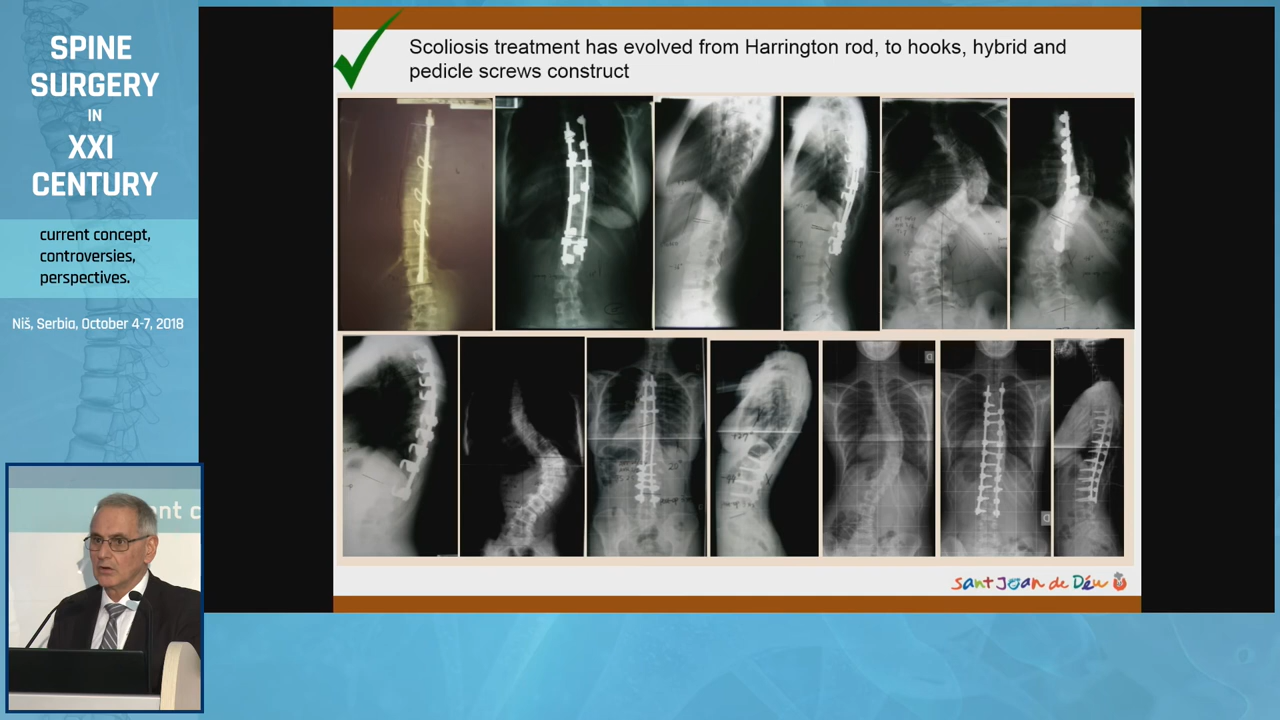 SPINE
SURGERY
IN
XXI
CENTURY
current concept,
controversies,
perspectives.
Niš, Serbia, October 4-7, 2018
Scoliosis treatment has evolved from Harrington rod, to hooks, hybrid and
pedicle screws construct
Sant Joan de Déu